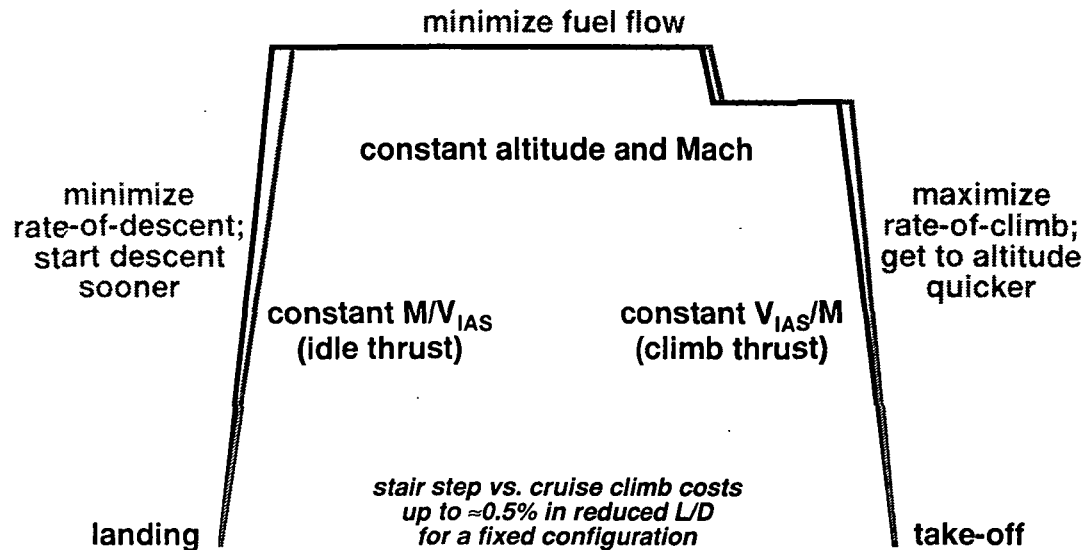 minimize fuel flow
constant altitude and Mach
minimize
rate-of-descent;
start descent
sooner
maximize
rate-of-climb;
get to altitude
quicker
constant M/V_IAS
(idle thrust)
constant V_IAS/M
(climb thrust)
stair step vs. cruise climb costs
up to ≈0.5% in reduced L/D
for a fixed configuration
landing
take-off